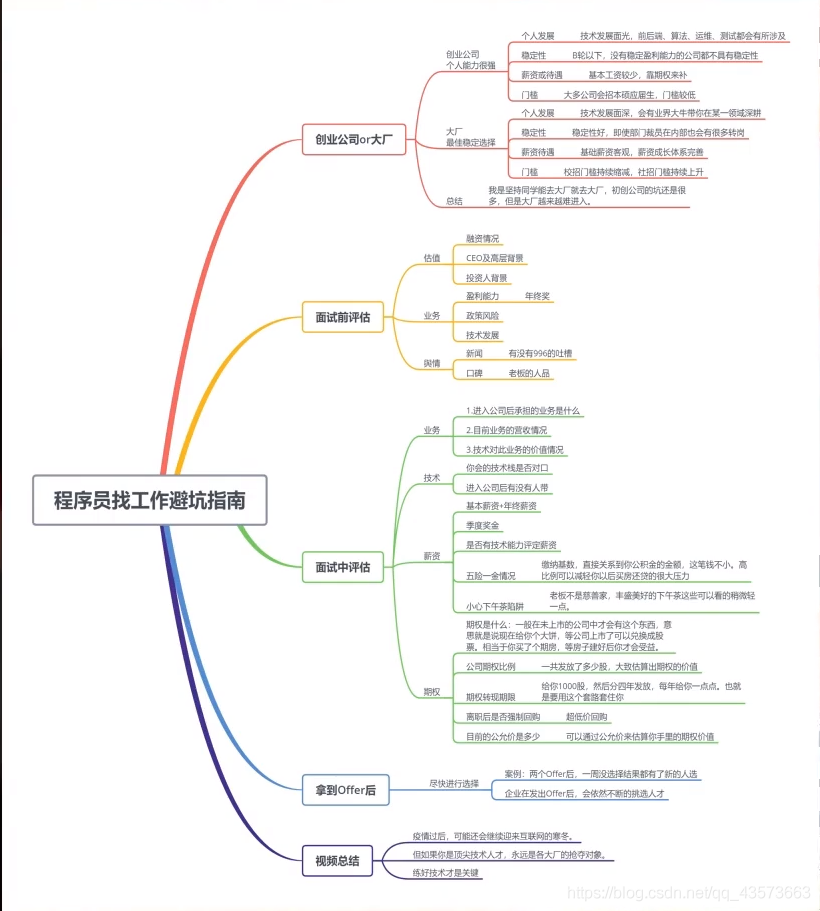 程序员找工作避坑指南
创业公司or大厂
创业公司
个人能力很强
个人发展 技术发展面光，前后端、算法、运维、测试都会有所涉及
稳定性 B轮以下，没有稳定盈利能力的公司都不具有稳定性
薪资或待遇 基本工资较少，靠期权来补
门槛 大多公司会招本硕应届生，门槛较低
大厂
最佳稳定选择
个人发展 技术发展面深，会有业界大牛带你在某一领域深耕
稳定性 稳定性好，即使部门裁员在内部也会有很多转岗
薪资待遇 基础薪资客观，薪资成长体系完善
门槛 校招门槛持续缩减，社招门槛持续上升
总结
我是坚持同学能去大厂就去大厂，初创公司的坑还是很
多，但是大厂越来越难进入。
面试前评估
估值
融资情况
CEO及高层背景
投资人背景
业务
盈利能力 年终奖
政策风险
技术发展
舆情
新闻 有没有996的吐槽
口碑 老板的人品
面试中评估
业务
1.进入公司后承担的业务是什么
2.目前业务的营收情况
3.技术对此业务的价值情况
技术
你会的技术栈是否对口
进入公司后有没有人带
薪资
基本薪资+年终薪资
季度奖金
是否有技术能力评定薪资
五险一金情况
缴纳基数，直接关系到你公积金的金额，这笔钱不小。高
比例可以减轻你以后买房还贷的很大压力
小心下午茶陷阱
老板不是慈善家，丰盛美好的下午茶这些可以看的稍微轻
一点。
期权
期权是什么：一般在未上市的公司中才会有这个东西，意
思就是说现在给你个大饼，等公司上市了可以兑换成股
票。相当于你买了个期房，等房子建好后你才会受益。
公司期权比例 一共发放了多少股，大致估算出期权的价值
期权转现期限
给你1000股，然后分四年发放，每年给你一点点。也就
是要用这个套路套住你
离职后是否强制回购 超低价回购
目前的公允价是多少 可以通过公允价来估算你手里的期权价值
拿到Offer后
尽快进行选择
案例：两个Offer后，一周没选择结果都有了新的人选
企业在发出Offer后，会依然不断的挑选人才
视频总结
疫情过后，可能还会继续迎来互联网的寒冬。
但如果你是顶尖技术人才，永远是各大厂的抢夺对象。
练好技术才是关键
https://blog.csdn.net/qq_43573663